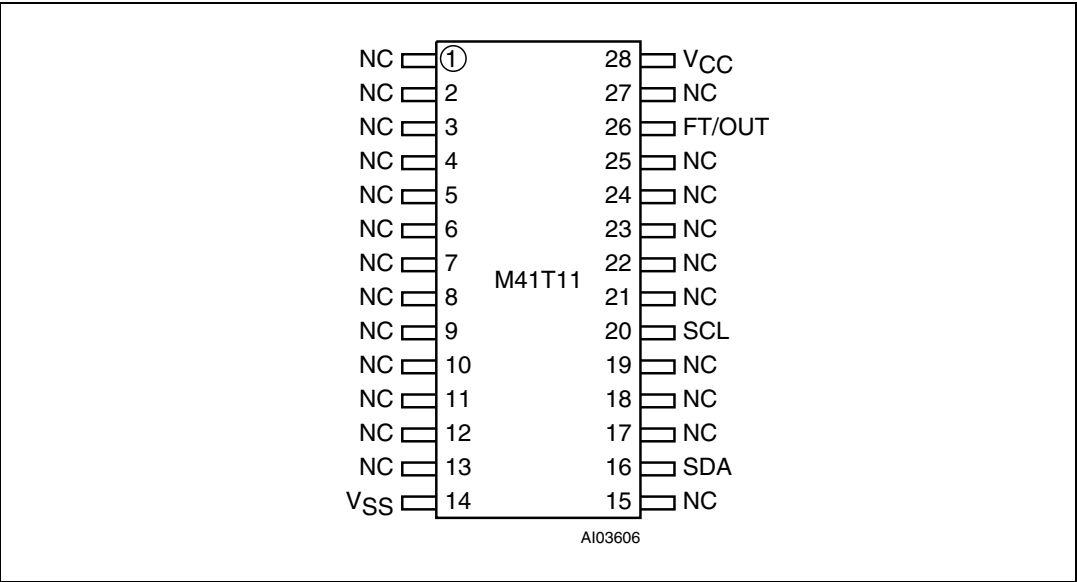 NC 1 28 VCC
NC 2 27 NC
NC 3 26 FT/OUT
NC 4 25 NC
NC 5 24 NC
NC 6 23 NC
NC 7 22 NC
M41T11
NC 8 21 NC
NC 9 20 SCL
NC 10 19 NC
NC 11 18 NC
NC 12 17 NC
NC 13 16 SDA
VSS 14 15 NC
AI03606